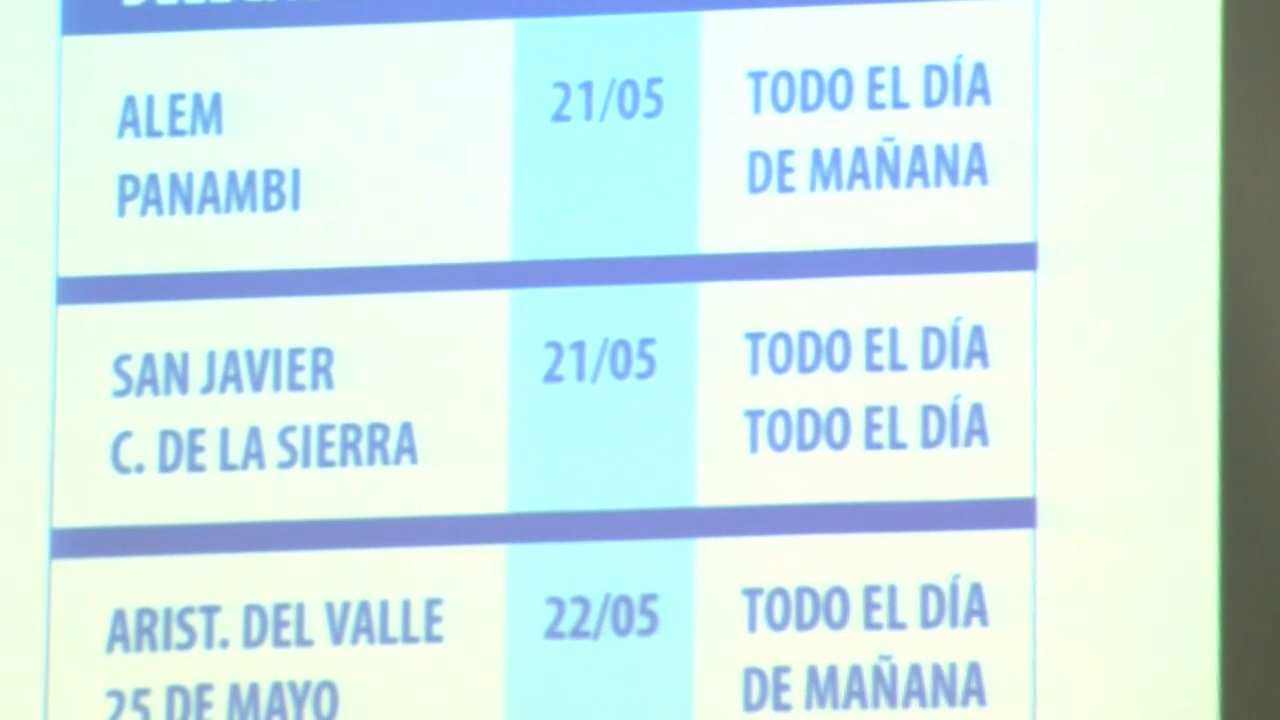 ALEM 21/05 TODO EL DÍA
PANAMBI DE MAÑANA
SAN JAVIER 21/05 TODO EL DÍA
C. DE LA SIERRA TODO EL DÍA
ARIST. DEL VALLE 22/05 TODO EL DÍA
25 DE MAYO DE MAÑANA